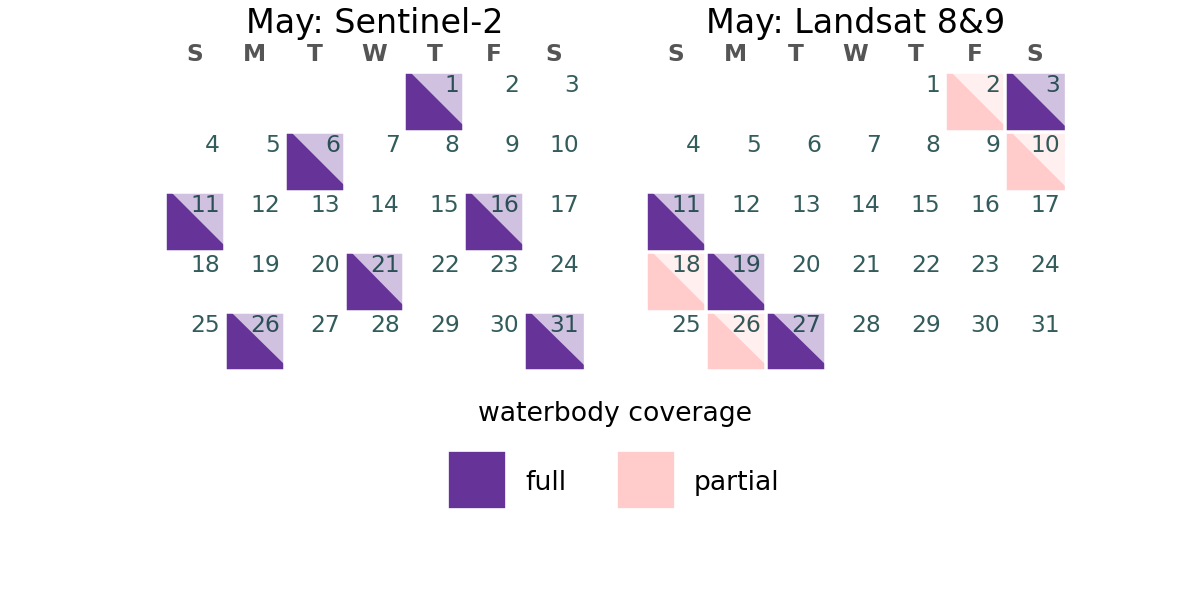 May: Sentinel-2
S M T W T F S
1 2 3
4 5 6 7 8 9 10
11 12 13 14 15 16 17
18 19 20 21 22 23 24
25 26 27 28 29 30 31
May: Landsat 8&9
S M T W T F S
1 2 3
4 5 6 7 8 9 10
11 12 13 14 15 16 17
18 19 20 21 22 23 24
25 26 27 28 29 30 31
waterbody coverage
full partial